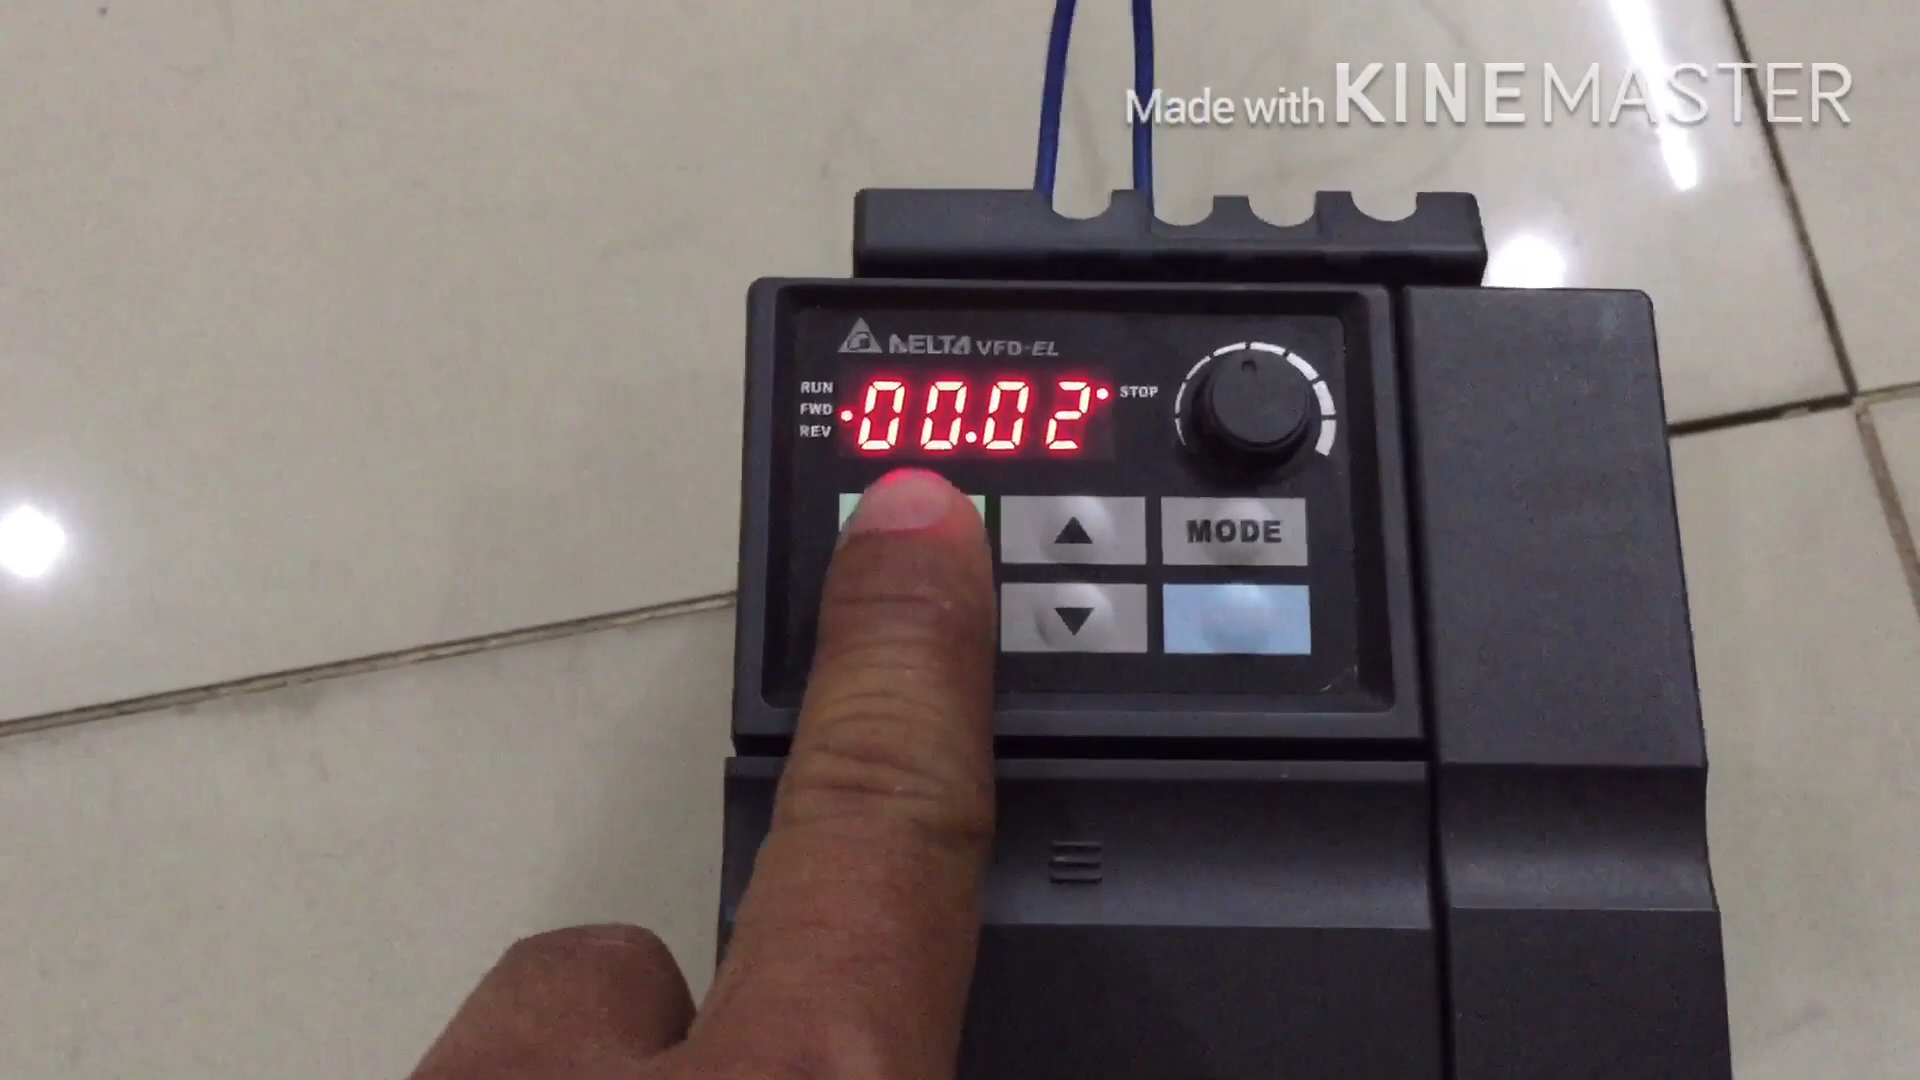 Made with KINEMASTER
DELTA VFD-EL
RUN
FWD
REV
00.02
STOP
▲
MODE
▼